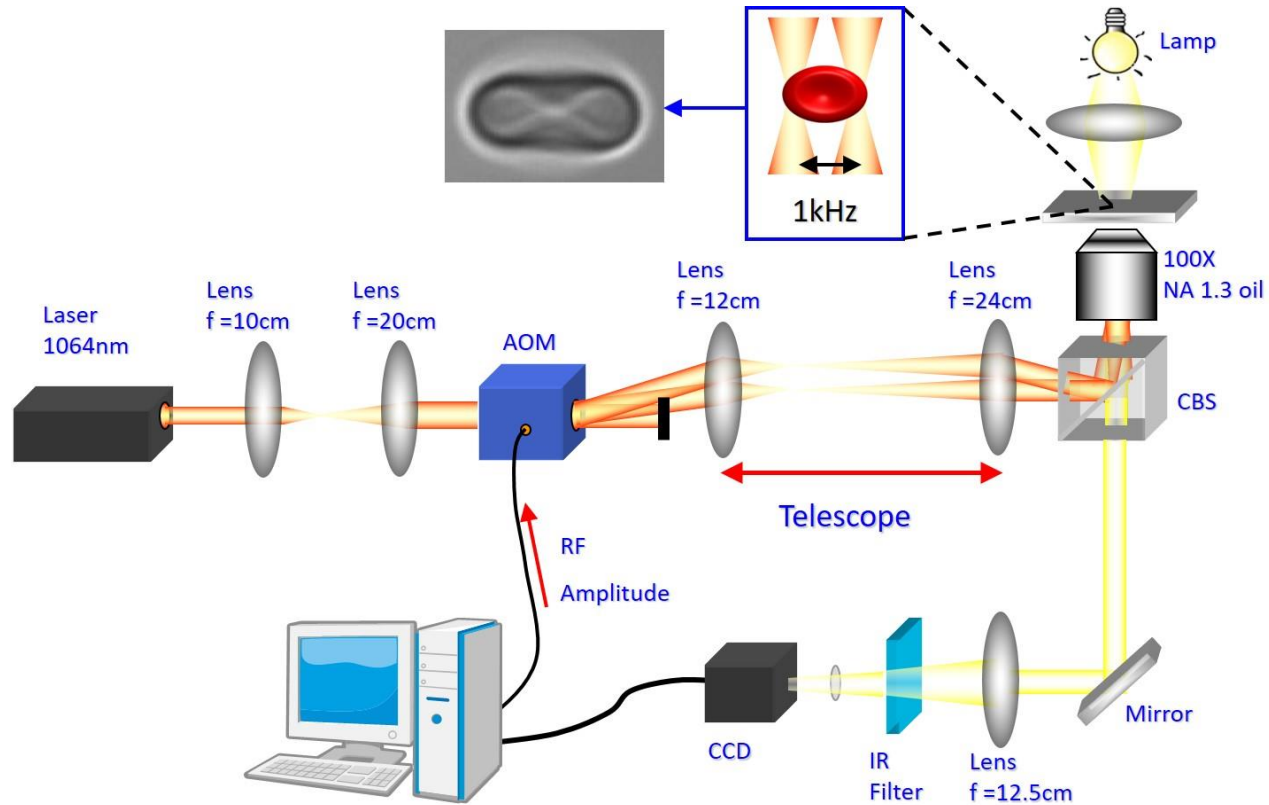 Lamp
1kHz
100X
NA 1.3 oil
Lens
f =12cm
Lens
f =24cm
Lens
f =10cm
Lens
f =20cm
Laser
1064nm
AOM
CBS
Telescope
RF
Amplitude
Mirror
CCD
IR
Filter
Lens
f =12.5cm